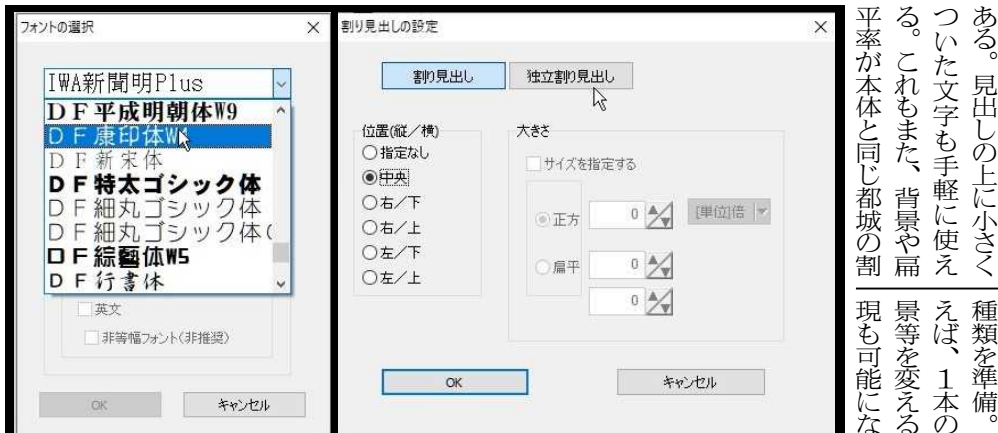 フォントの選択
IWA新聞明Plus
DF平成明朝体W9
DF康印体W4
DF新宋体
DF特太ゴシック体
DF細丸ゴシック体
DF細丸ゴシック体(
DF綜藝体W5
DF行書体
英文
非等幅フォント(非推奨)
OK
キャンセル
割り見出しの設定
割り見出し
独立割り見出し
位置(縦/横)
指定なし
中央
右/下
右/上
左/下
左/上
大きさ
サイズを指定する
正方
0
[単位]倍
扁平
0
0
OK
キャンセル
ある。見出しの上に小さく
ついた文字も手軽に使え
る。これもまた、背景や扁
平率が本体と同じ都城の割
種類を準備。
えば、1本の
景等を変える
現も可能にな